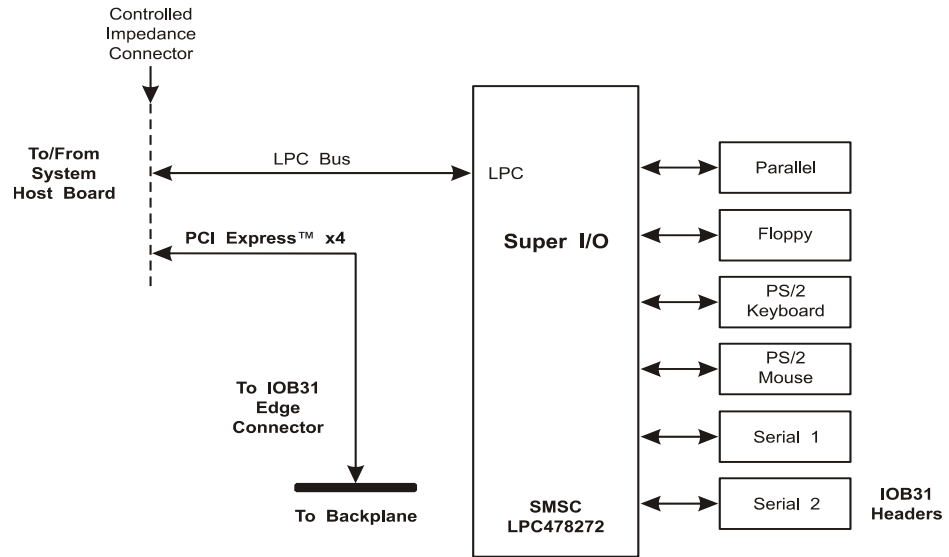 Controlled
Impedance
Connector
To/From
System
Host Board
LPC Bus
PCI Express™ x4
To IOB31
Edge
Connector
To Backplane
LPC
Super I/O
SMSC
LPC478272
Parallel
Floppy
PS/2
Keyboard
PS/2
Mouse
Serial 1
Serial 2
IOB31
Headers